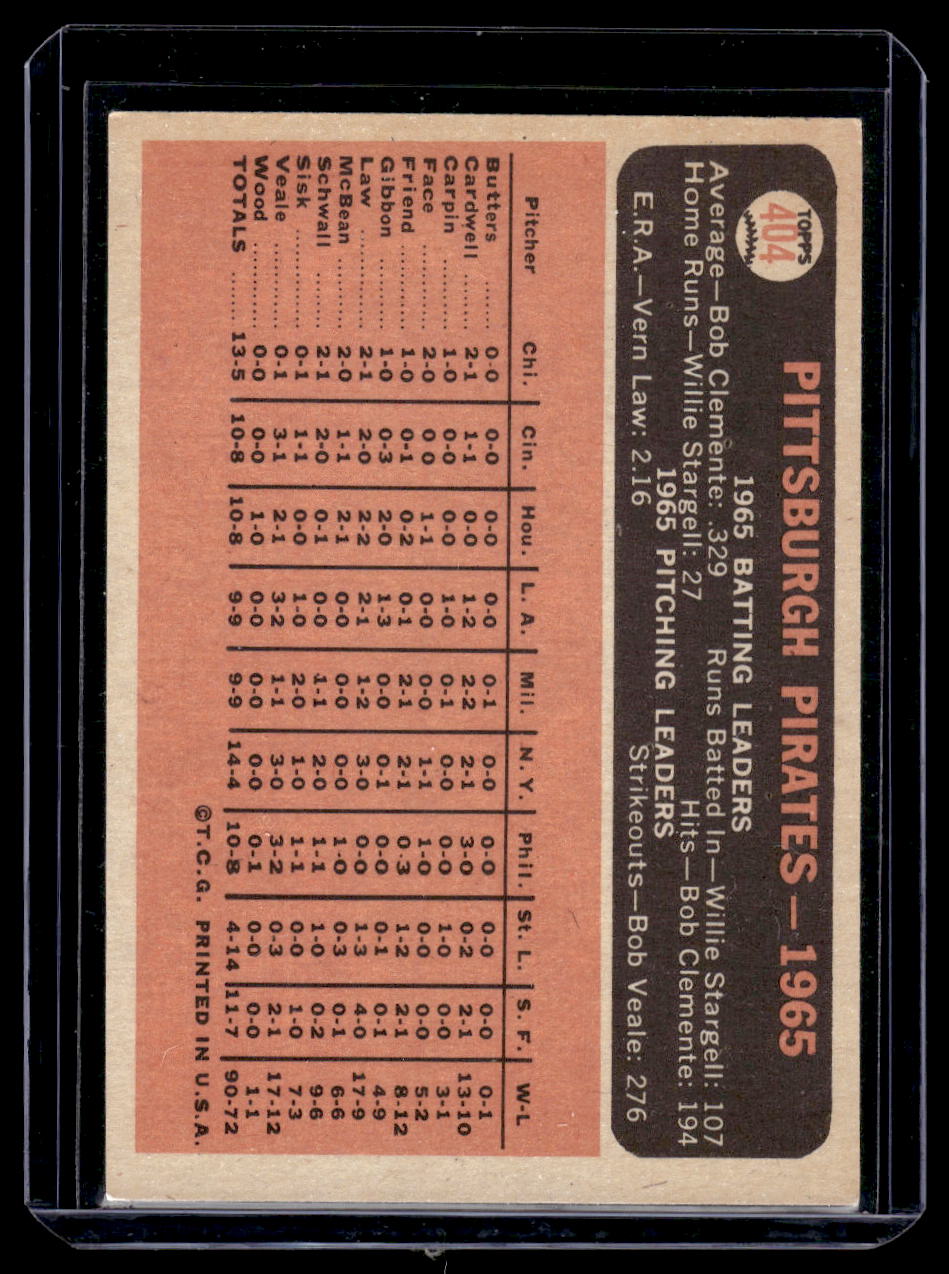 TOPPS
404
PITTSBURGH PIRATES—1965
1965 BATTING LEADERS
Average—Bob Clemente: .329 Runs Batted In—Willie Stargell: 107
Home Runs—Willie Stargell: 27 Hits—Bob Clemente: 194
1965 PITCHING LEADERS
E.R.A.—Vern Law: 2.16 Strikeouts—Bob Veale: 276
Pitcher Chi. Cin. Hou. L.A. Mil. N.Y. Phil. St.L. S.F. W-L
Butters ....... 0-0 0-0 0-0 0-0 0-1 0-0 0-0 0-0 0-0 0-1
Cardwell ....... 2-1 1-1 0-0 1-2 2-2 2-1 3-0 0-2 2-1 13-10
Carpin ......... 1-0 0-0 0-0 1-0 0-1 0-0 0-0 1-0 0-0 3-1
Face ........... 2-0 0 0 1-1 0-0 0-0 1-1 1-0 0-0 0-0 5-2
Friend ......... 1-0 0-1 0-2 0-1 2-1 2-1 0-3 1-2 2-1 8-12
Gibbon ......... 1-0 0-3 2-0 1-3 0-0 0-1 0-0 0-1 0-1 4-9
Law ............ 2-1 2-0 2-2 2-1 1-2 3-0 0-0 1-3 4-0 17-9
McBean ......... 2-0 1-1 2-1 0-0 0-0 0-0 1-0 0-3 0-1 6-6
Schwall ........ 2-1 2-0 0-1 0-0 1-1 2-0 1-1 1-0 0-2 9-6
Sisk ........... 0-1 1-1 0-0 1-0 2-0 1-0 1-1 0-0 1-0 7-3
Veale .......... 0-1 3-1 2-1 3-2 1-1 3-0 3-2 0-3 2-1 17-12
Wood ........... 0-0 0-0 1-0 0-0 0-0 0-0 0-1 0-0 0-0 1-1
TOTALS ...... 13-5 10-8 10-8 9-9 9-9 14-4 10-8 4-14 11-7 90-72
©T.C.G. PRINTED IN U.S.A.